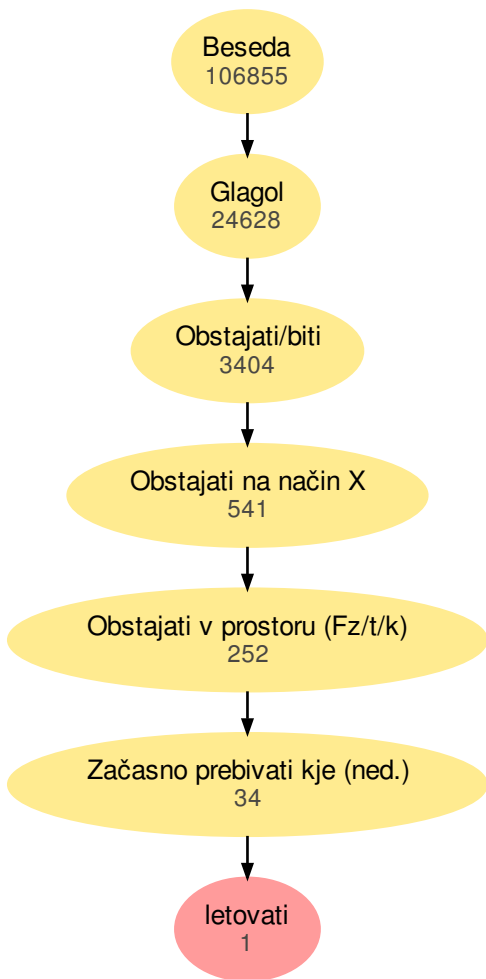 Beseda
106855
Glagol
24628
Obstajati/biti
3404
Obstajati na način X
541
Obstajati v prostoru (Fz/t/k)
252
Začasno prebivati kje (ned.)
34
letovati
1